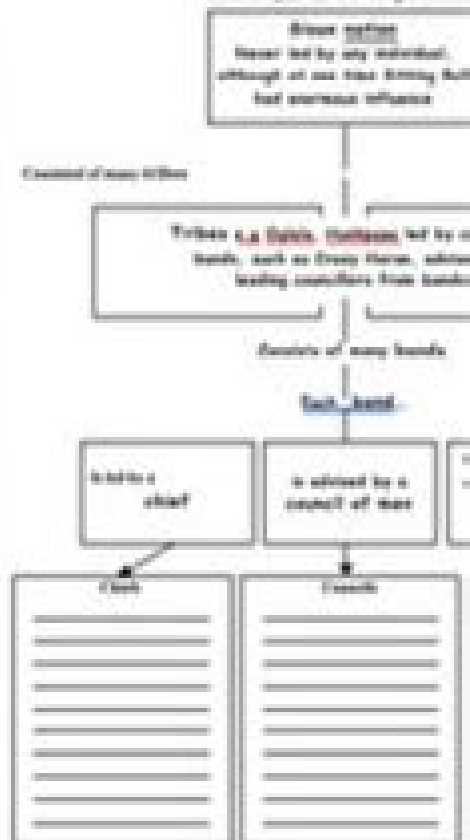 Sioux nation
Never led by any individual,
although at one time Sitting Bull
had enormous influence
Consisted of many tribes
Tribes e.g Oglala, led by
bands, such as Crazy Horse,
leading councillors from bands
Consists of many bands
Each band
Is led by a
chief
is advised by a
council of men
Chiefs
Councils